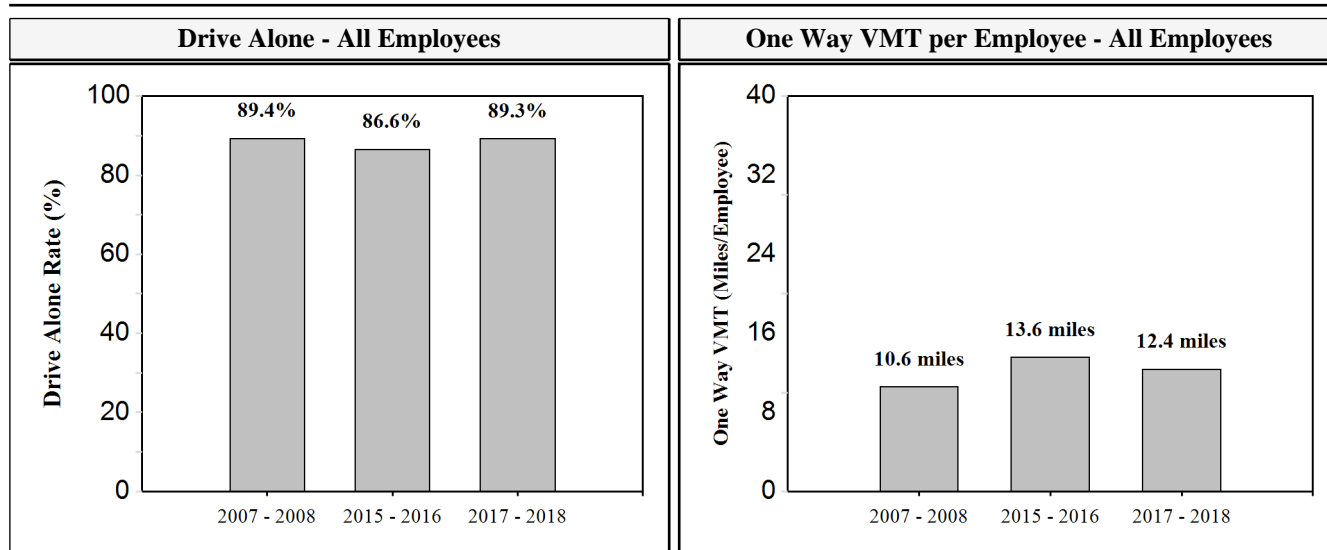 Drive Alone - All Employees
One Way VMT per Employee - All Employees
Drive Alone Rate (%)
100
80
60
40
20
0
89.4%
86.6%
89.3%
2007 - 2008
2015 - 2016
2017 - 2018
One Way VMT (Miles/Employee)
40
32
24
16
8
0
10.6 miles
13.6 miles
12.4 miles
2007 - 2008
2015 - 2016
2017 - 2018